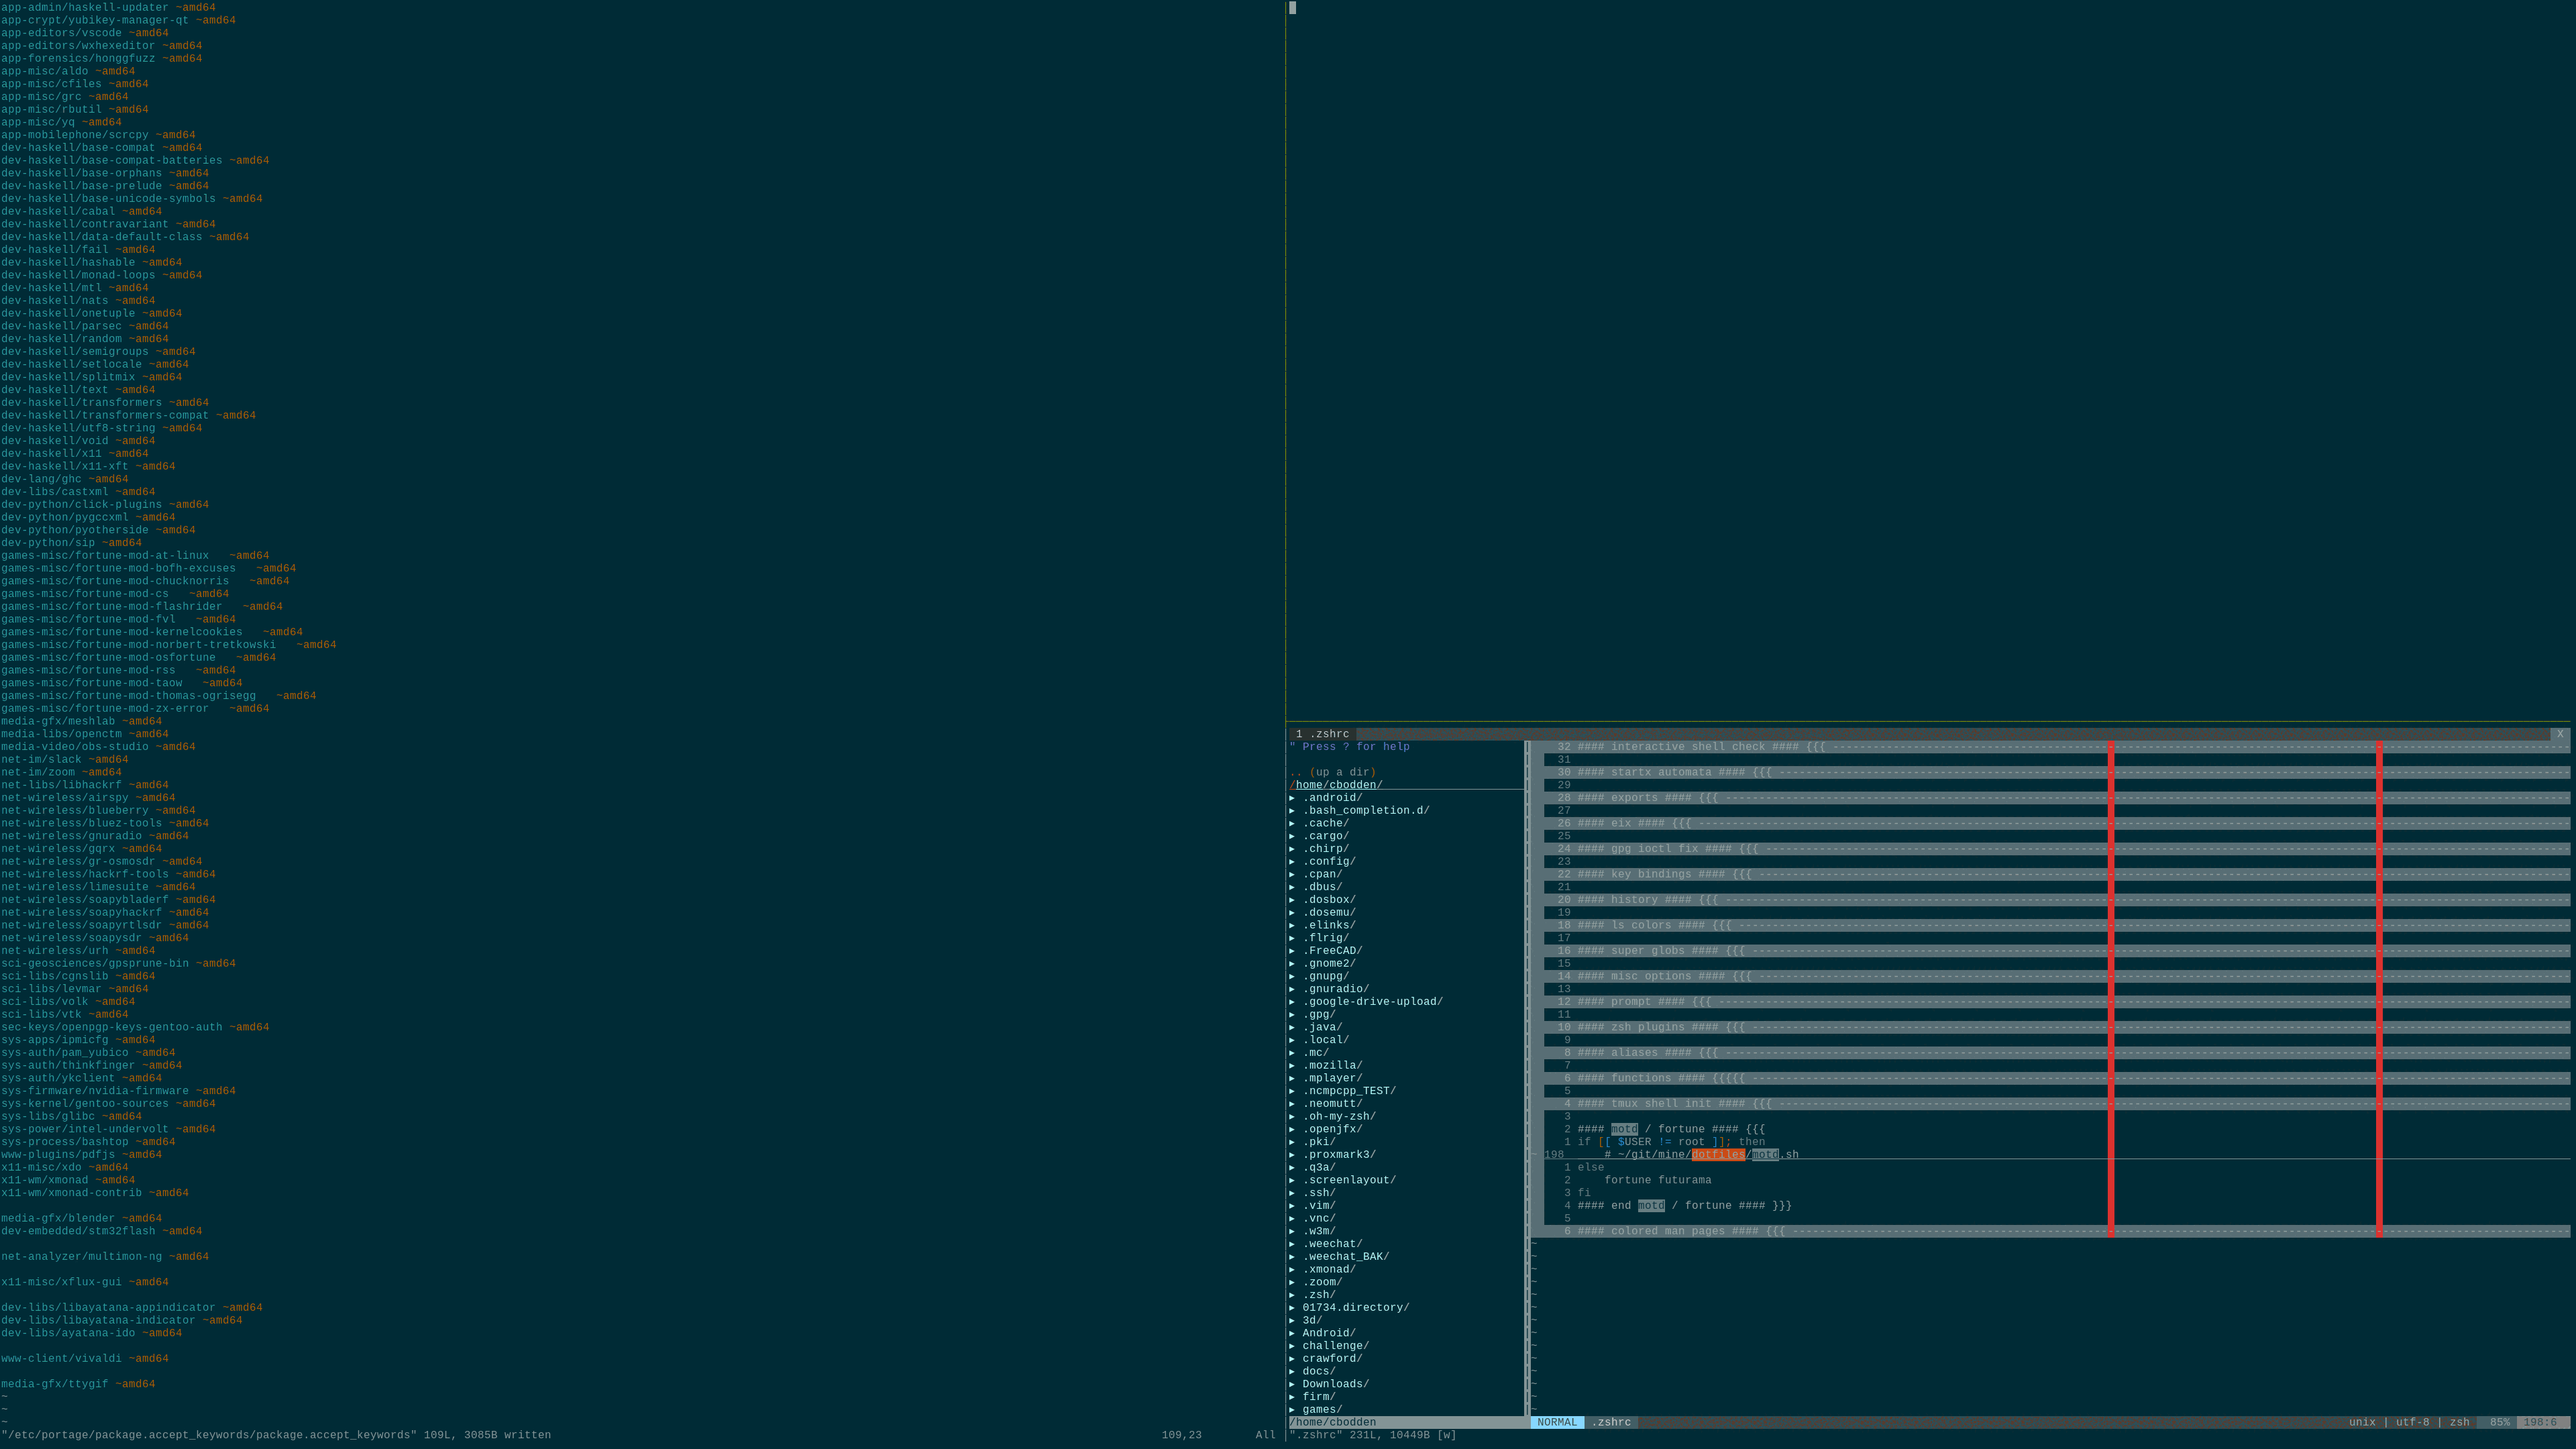 app-admin/haskell-updater ~amd64
app-crypt/yubikey-manager-qt ~amd64
app-editors/vscode ~amd64
app-editors/wxhexeditor ~amd64
app-forensics/honggfuzz ~amd64
app-misc/aldo ~amd64
app-misc/cfiles ~amd64
app-misc/grc ~amd64
app-misc/rbutil ~amd64
app-misc/yq ~amd64
app-mobilephone/scrcpy ~amd64
dev-haskell/base-compat ~amd64
dev-haskell/base-compat-batteries ~amd64
dev-haskell/base-orphans ~amd64
dev-haskell/base-prelude ~amd64
dev-haskell/base-unicode-symbols ~amd64
dev-haskell/cabal ~amd64
dev-haskell/contravariant ~amd64
dev-haskell/data-default-class ~amd64
dev-haskell/fail ~amd64
dev-haskell/hashable ~amd64
dev-haskell/monad-loops ~amd64
dev-haskell/mtl ~amd64
dev-haskell/nats ~amd64
dev-haskell/onetuple ~amd64
dev-haskell/parsec ~amd64
dev-haskell/random ~amd64
dev-haskell/semigroups ~amd64
dev-haskell/setlocale ~amd64
dev-haskell/splitmix ~amd64
dev-haskell/text ~amd64
dev-haskell/transformers ~amd64
dev-haskell/transformers-compat ~amd64
dev-haskell/utf8-string ~amd64
dev-haskell/void ~amd64
dev-haskell/x11 ~amd64
dev-haskell/x11-xft ~amd64
dev-lang/ghc ~amd64
dev-libs/castxml ~amd64
dev-python/click-plugins ~amd64
dev-python/pygccxml ~amd64
dev-python/pyotherside ~amd64
dev-python/sip ~amd64
games-misc/fortune-mod-at-linux   ~amd64
games-misc/fortune-mod-bofh-excuses   ~amd64
games-misc/fortune-mod-chucknorris   ~amd64
games-misc/fortune-mod-cs   ~amd64
games-misc/fortune-mod-flashrider   ~amd64
games-misc/fortune-mod-fvl   ~amd64
games-misc/fortune-mod-kernelcookies   ~amd64
games-misc/fortune-mod-norbert-tretkowski   ~amd64
games-misc/fortune-mod-osfortune   ~amd64
games-misc/fortune-mod-rss   ~amd64
games-misc/fortune-mod-taow   ~amd64
games-misc/fortune-mod-thomas-ogrisegg   ~amd64
games-misc/fortune-mod-zx-error   ~amd64
media-gfx/meshlab ~amd64
media-libs/openctm ~amd64
media-video/obs-studio ~amd64
net-im/slack ~amd64
net-im/zoom ~amd64
net-libs/libhackrf ~amd64
net-wireless/airspy ~amd64
net-wireless/blueberry ~amd64
net-wireless/bluez-tools ~amd64
net-wireless/gnuradio ~amd64
net-wireless/gqrx ~amd64
net-wireless/gr-osmosdr ~amd64
net-wireless/hackrf-tools ~amd64
net-wireless/limesuite ~amd64
net-wireless/soapybladerf ~amd64
net-wireless/soapyhackrf ~amd64
net-wireless/soapyrtlsdr ~amd64
net-wireless/soapysdr ~amd64
net-wireless/urh ~amd64
sci-geosciences/gpsprune-bin ~amd64
sci-libs/cgnslib ~amd64
sci-libs/levmar ~amd64
sci-libs/volk ~amd64
sci-libs/vtk ~amd64
sec-keys/openpgp-keys-gentoo-auth ~amd64
sys-apps/ipmicfg ~amd64
sys-auth/pam_yubico ~amd64
sys-auth/thinkfinger ~amd64
sys-auth/ykclient ~amd64
sys-firmware/nvidia-firmware ~amd64
sys-kernel/gentoo-sources ~amd64
sys-libs/glibc ~amd64
sys-power/intel-undervolt ~amd64
sys-process/bashtop ~amd64
www-plugins/pdfjs ~amd64
x11-misc/xdo ~amd64
x11-wm/xmonad ~amd64
x11-wm/xmonad-contrib ~amd64
media-gfx/blender ~amd64
dev-embedded/stm32flash ~amd64
net-analyzer/multimon-ng ~amd64
x11-misc/xflux-gui ~amd64
dev-libs/libayatana-appindicator ~amd64
dev-libs/libayatana-indicator ~amd64
dev-libs/ayatana-ido ~amd64
www-client/vivaldi ~amd64
media-gfx/ttygif ~amd64
~
~
~
"/etc/portage/package.accept_keywords/package.accept_keywords" 109L, 3085B written 109,23 All
1 .zshrc X
" Press ? for help
.. (up a dir)
/home/cbodden/
▸ .android/
▸ .bash_completion.d/
▸ .cache/
▸ .cargo/
▸ .chirp/
▸ .config/
▸ .cpan/
▸ .dbus/
▸ .dosbox/
▸ .dosemu/
▸ .elinks/
▸ .flrig/
▸ .FreeCAD/
▸ .gnome2/
▸ .gnupg/
▸ .gnuradio/
▸ .google-drive-upload/
▸ .gpg/
▸ .java/
▸ .local/
▸ .mc/
▸ .mozilla/
▸ .mplayer/
▸ .ncmpcpp_TEST/
▸ .neomutt/
▸ .oh-my-zsh/
▸ .openjfx/
▸ .pki/
▸ .proxmark3/
▸ .q3a/
▸ .screenlayout/
▸ .ssh/
▸ .vim/
▸ .vnc/
▸ .w3m/
▸ .weechat/
▸ .weechat_BAK/
▸ .xmonad/
▸ .zoom/
▸ .zsh/
▸ 01734.directory/
▸ 3d/
▸ Android/
▸ challenge/
▸ crawford/
▸ docs/
▸ Downloads/
▸ firm/
▸ games/
/home/cbodden
32 #### interactive shell check #### {{{ ---
31
30 #### startx automata #### {{{ ---
29
28 #### exports #### {{{ ---
27
26 #### eix #### {{{ ---
25
24 #### gpg ioctl fix #### {{{ ---
23
22 #### key bindings #### {{{ ---
21
20 #### history #### {{{ ---
19
18 #### ls colors #### {{{ ---
17
16 #### super globs #### {{{ ---
15
14 #### misc options #### {{{ ---
13
12 #### prompt #### {{{ ---
11
10 #### zsh plugins #### {{{ ---
9
8 #### aliases #### {{{ ---
7
6 #### functions #### {{{{{ ---
5
4 #### tmux shell init #### {{{ ---
3
2 #### motd / fortune #### {{{
1 if [[ $USER != root ]]; then
~ 198     # ~/git/mine/dotfiles/motd.sh
1 else
2     fortune futurama
3 fi
4 #### end motd / fortune #### }}}
5
6 #### colored man pages #### {{{ ---
~
~
~
~
~
~
~
~
~
~
~
~
~
~
NORMAL .zshrc unix | utf-8 | zsh 85% 198:6
".zshrc" 231L, 10449B [w]